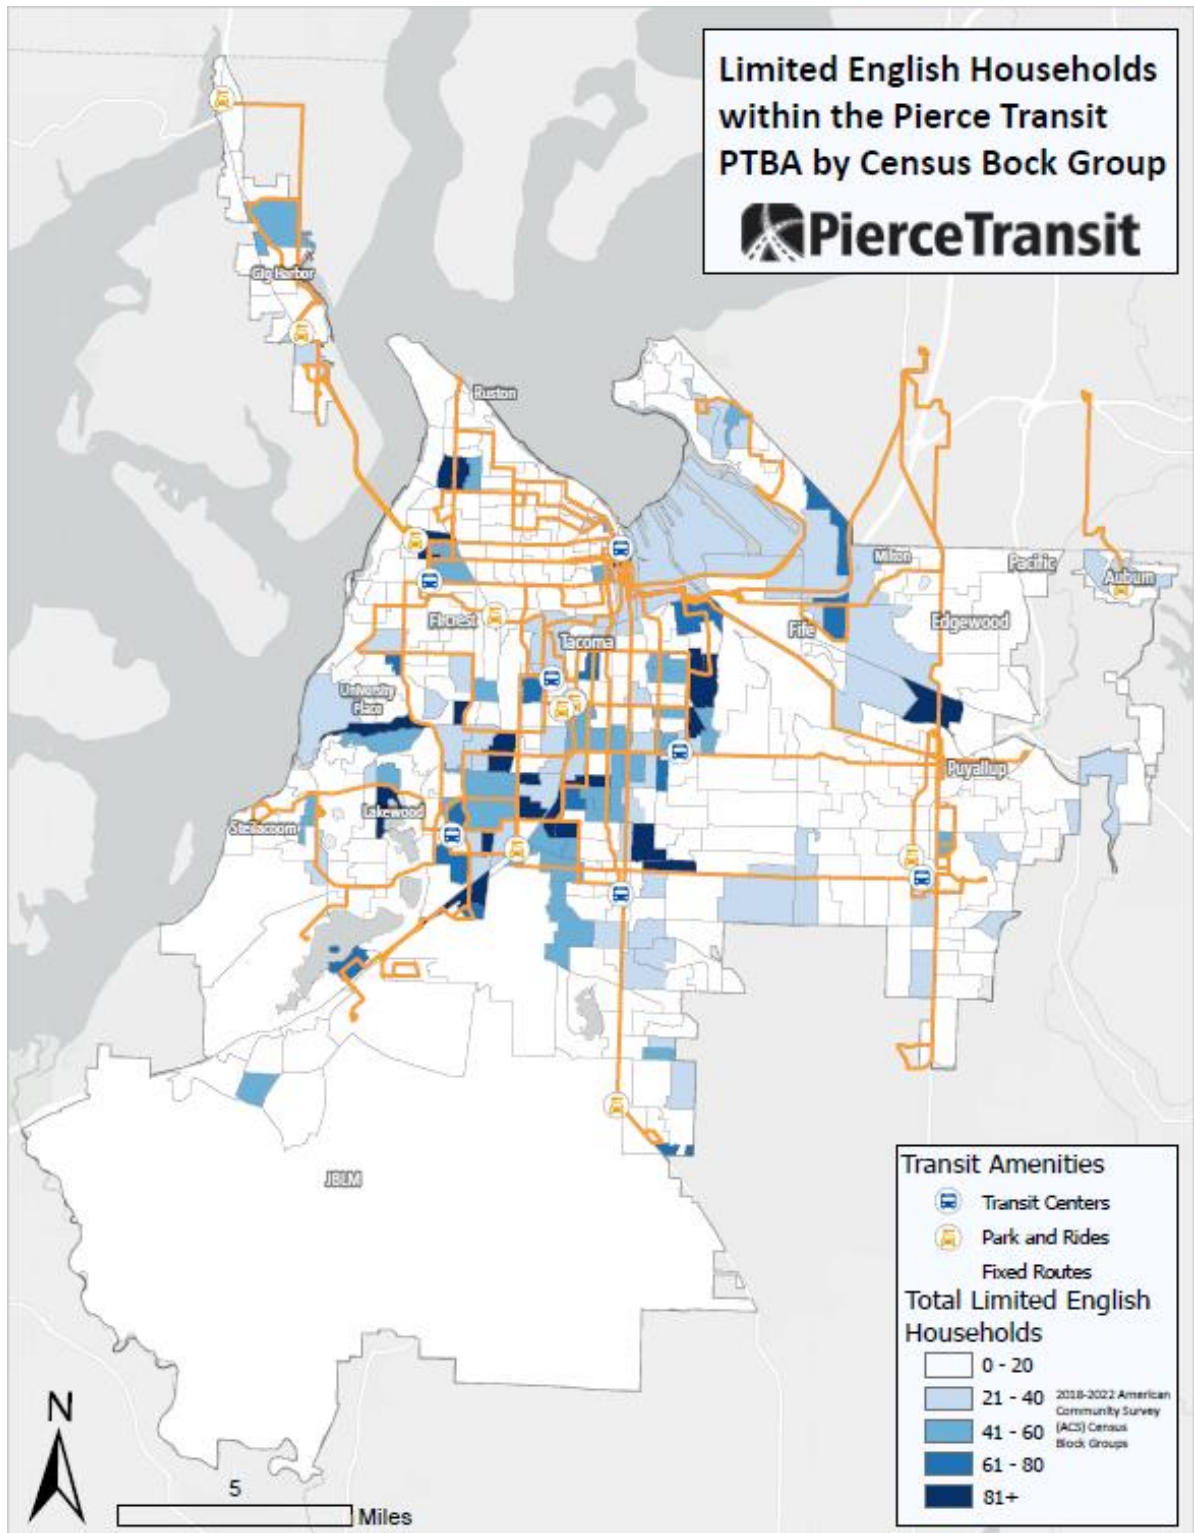 Limited English Households
within the Pierce Transit
PTBA by Census Bock Group
PierceTransit
Gig Harbor
Ruston
Milton
Pacific
Auburn
Fircrest
Tacoma
Fife
Edgewood
University
Place
Puyallup
Lakewood
Steilacoom
JBLM
Transit Amenities
Transit Centers
Park and Rides
Fixed Routes
Total Limited English
Households
0 - 20
21 - 40
41 - 60
61 - 80
81+
2018-2022 American
Community Survey
(ACS) Census
Block Groups
N
5
Miles